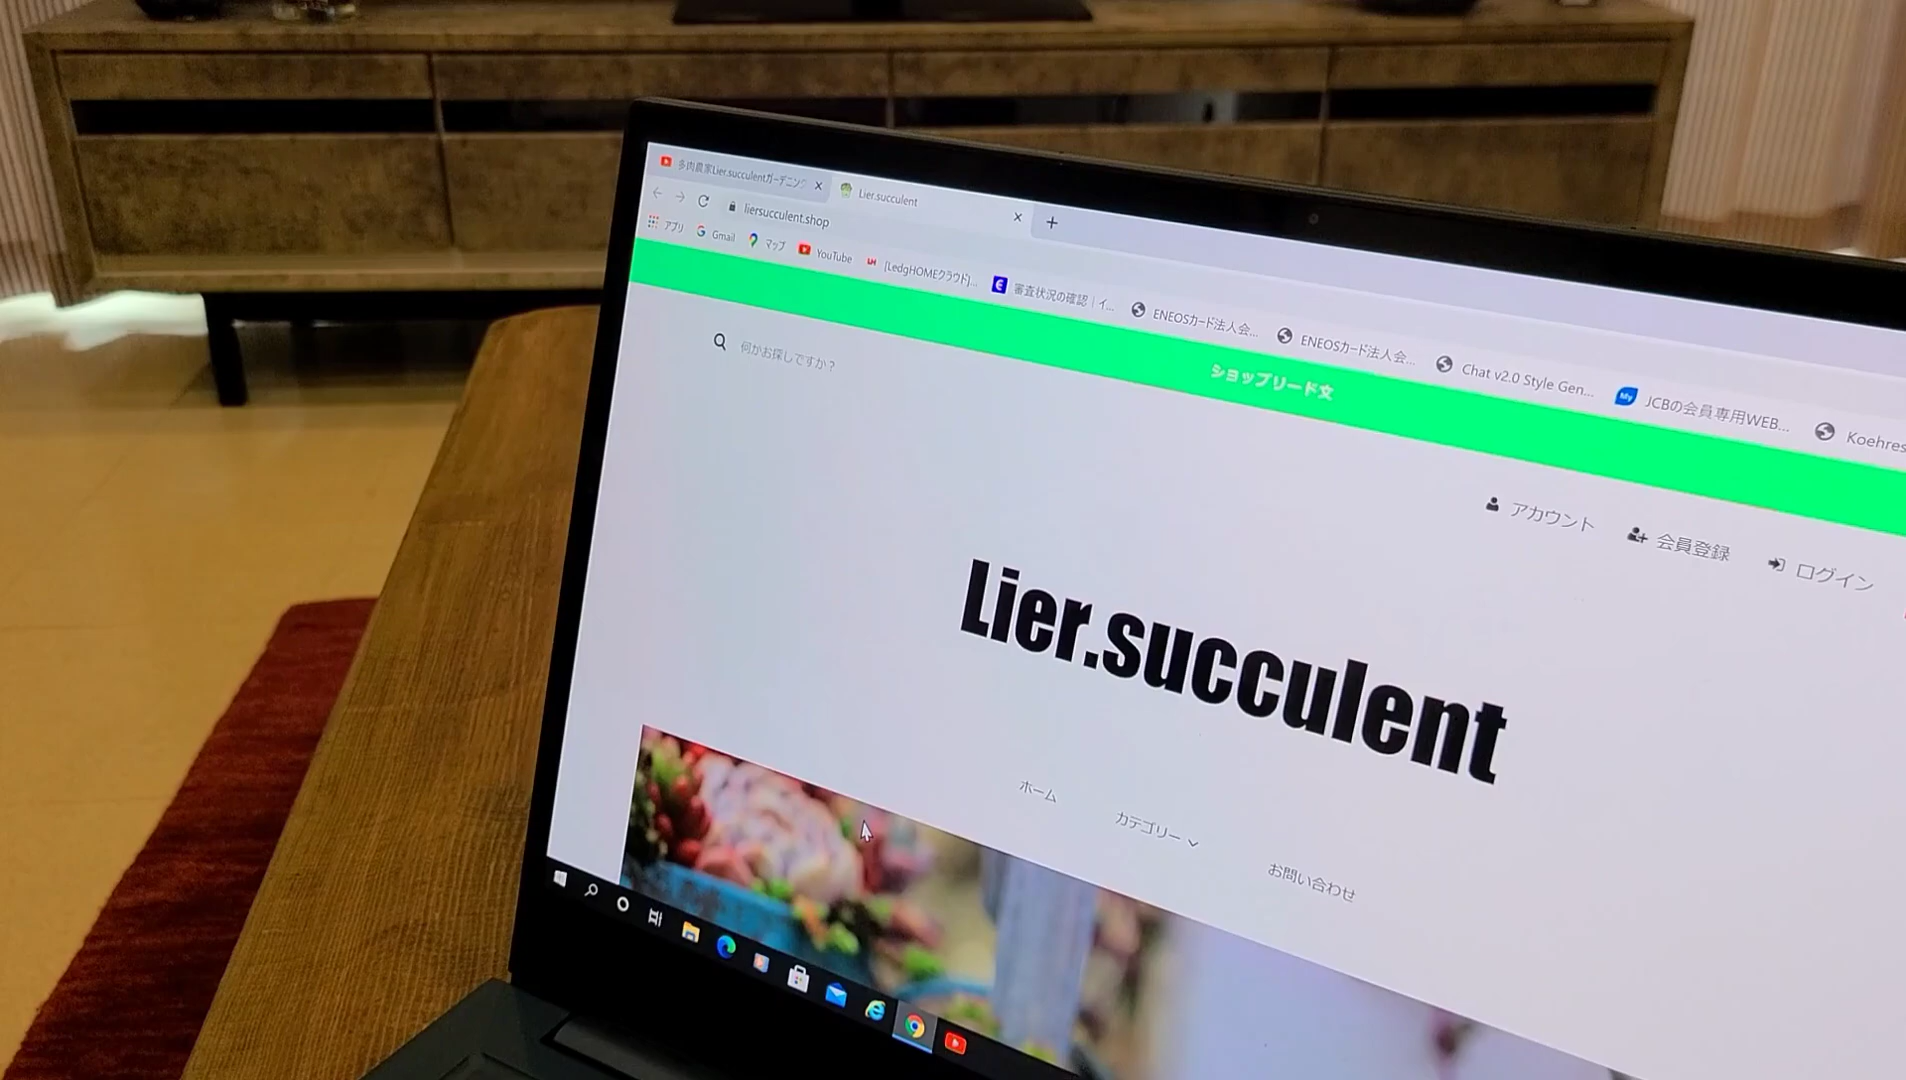 多肉農家Lier.succulentガーデニング
Lier.succulent
liersucculent.shop
アプリ
Gmail
マップ
YouTube
[LedgHOMEクラウド]...
審査状況の確認 | イ...
ENEOSカード法人会...
ENEOSカード法人会...
Chat v2.0 Style Gen...
My
JCBの会員専用WEB...
Koehres
ショップリード文
何かお探しですか？
アカウント
会員登録
ログイン
Lier.succulent
ホーム
カテゴリー
お問い合わせ